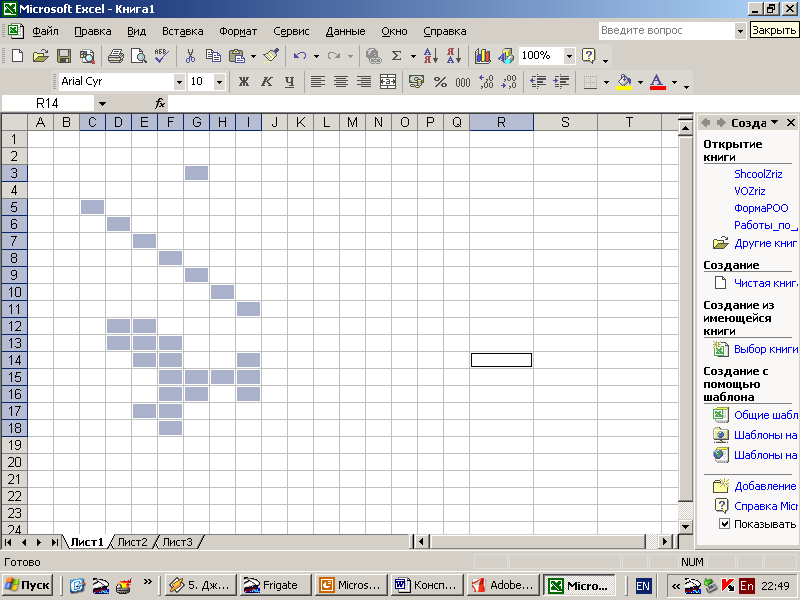 Microsoft Excel - Книга1
Файл Правка Вид Вставка Формат Сервис Данные Окно Справка Введите вопрос Закрыть
100%
Arial Cyr 10 Ж К Ч % 000
R14 fx
A B C D E F G H I J K L M N O P Q R S T
1
2
3
4
5
6
7
8
9
10
11
12
13
14
15
16
17
18
19
20
21
22
23
24
Созда
Открытие
книги
ShcoolZriz
VOZriz
ФормаРОО
Работы_по_
Другие книг
Создание
Чистая книга
Создание из
имеющейся
книги
Выбор книги
Создание с
помощью
шаблона
Общие шабл
Шаблоны на
Шаблоны на
Добавление
Справка Micr
Показывать
Лист1 Лист2 Лист3
Готово NUM
Пуск » 5. Дж... Frigate Micros... Консп... Adobe... Micro... EN « En 22:49